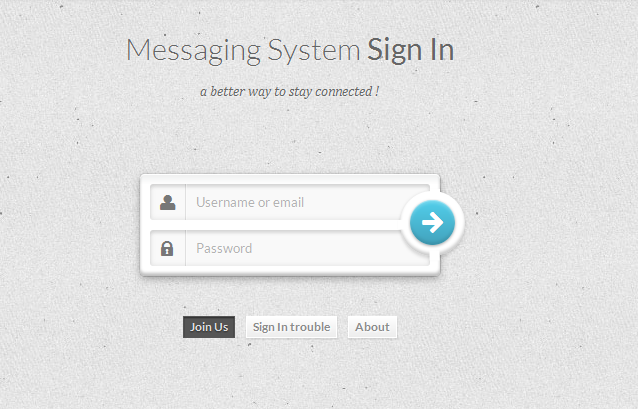 Messaging System Sign In
a better way to stay connected !
Username or email
Password
Join Us Sign In trouble About